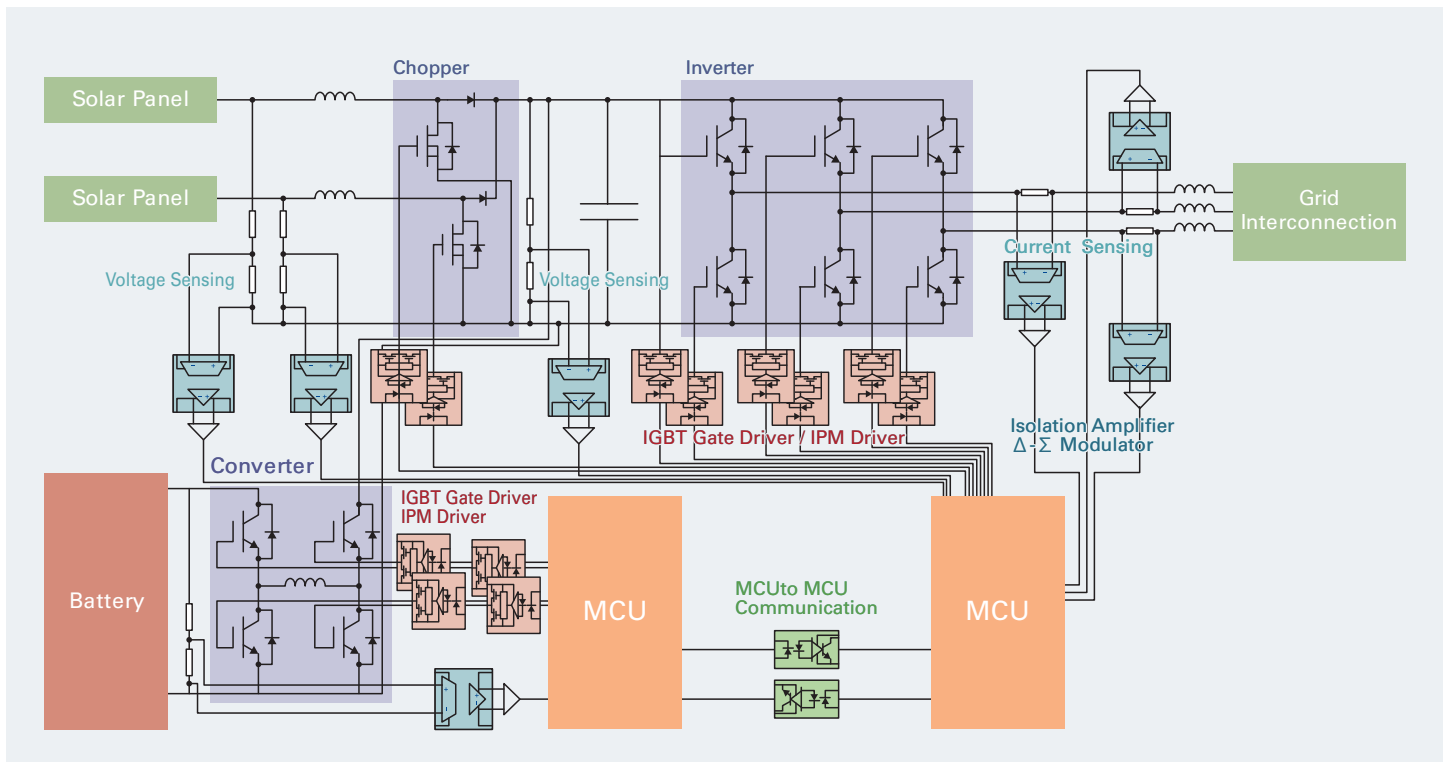 Chopper
Inverter
Solar Panel
Solar Panel
Grid
Interconnection
Voltage Sensing
Voltage Sensing
Current Sensing
IGBT Gate Driver / IPM Driver
Isolation Amplifier
Δ-Σ Modulator
Converter
IGBT Gate Driver
IPM Driver
Battery
MCU
MCUto MCU
Communication
MCU